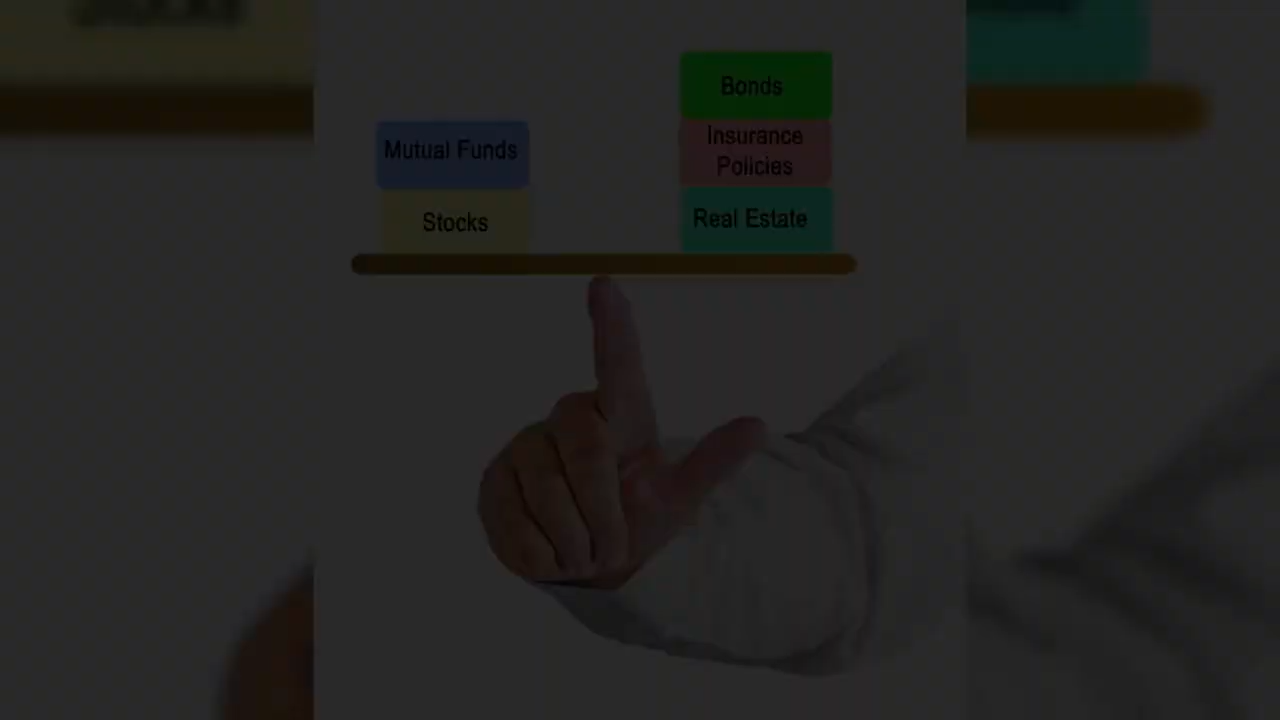 Mutual Funds
Stocks
Bonds
Insurance
Policies
Real Estate